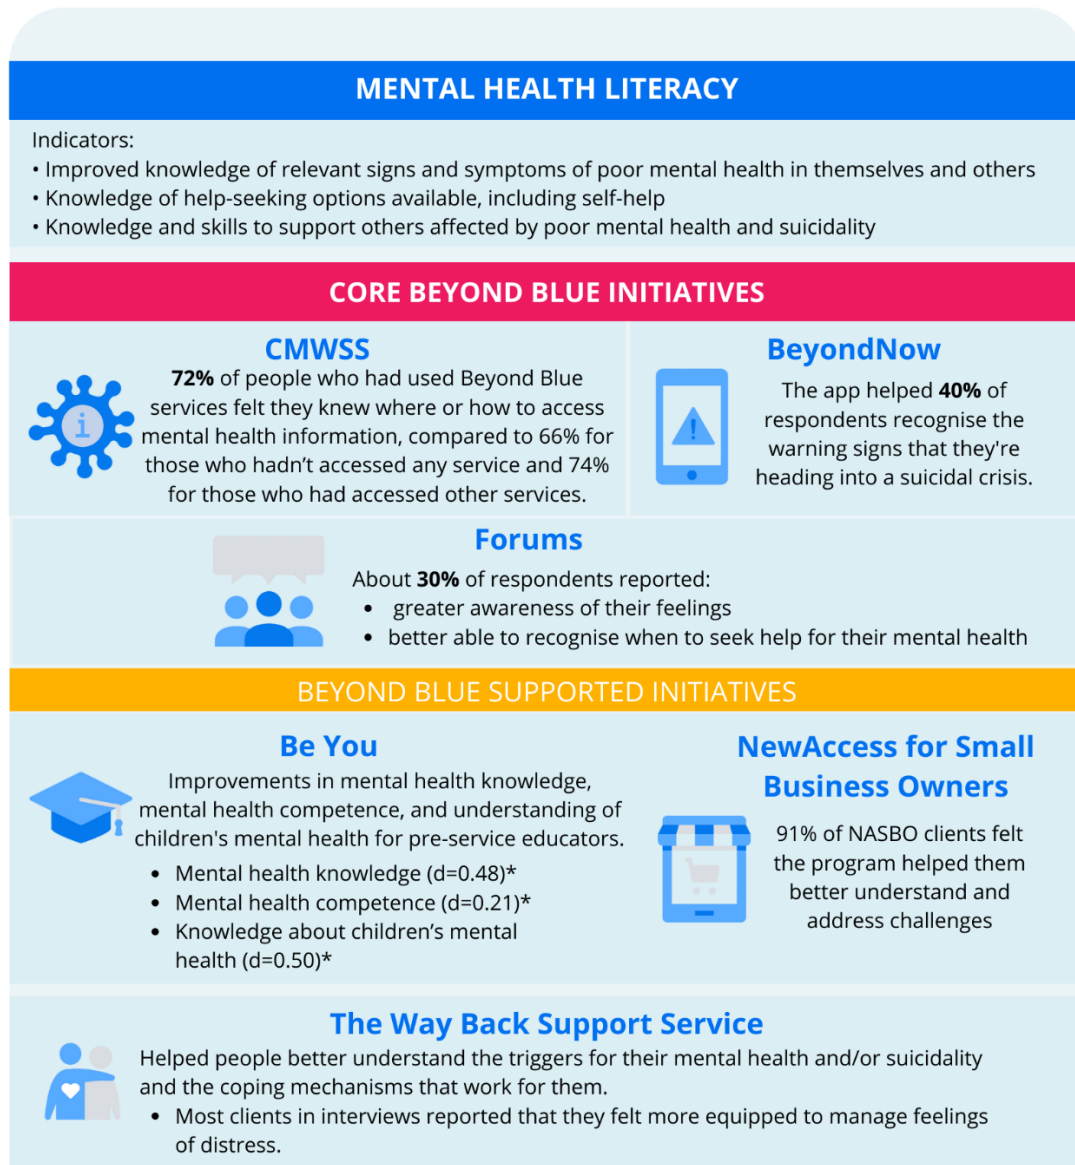 MENTAL HEALTH LITERACY
Indicators:
• Improved knowledge of relevant signs and symptoms of poor mental health in themselves and others
• Knowledge of help-seeking options available, including self-help
• Knowledge and skills to support others affected by poor mental health and suicidality
CORE BEYOND BLUE INITIATIVES
CMWSS
72% of people who had used Beyond Blue
services felt they knew where or how to access
mental health information, compared to 66% for
those who hadn’t accessed any service and 74%
for those who had accessed other services.
i
BeyondNow
The app helped 40% of
respondents recognise the
warning signs that they're
heading into a suicidal crisis.
!
Forums
About 30% of respondents reported:
• greater awareness of their feelings
• better able to recognise when to seek help for their mental health
BEYOND BLUE SUPPORTED INITIATIVES
Be You
Improvements in mental health knowledge,
mental health competence, and understanding of
children's mental health for pre-service educators.
• Mental health knowledge (d=0.48)*
• Mental health competence (d=0.21)*
• Knowledge about children’s mental
health (d=0.50)*
NewAccess for Small
Business Owners
91% of NASBO clients felt
the program helped them
better understand and
address challenges
The Way Back Support Service
Helped people better understand the triggers for their mental health and/or suicidality
and the coping mechanisms that work for them.
• Most clients in interviews reported that they felt more equipped to manage feelings
of distress.